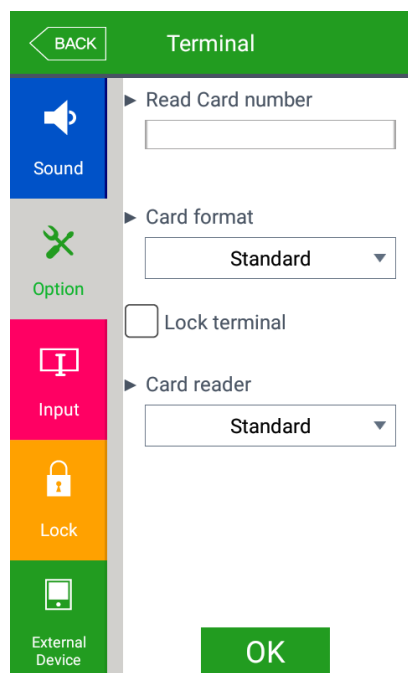 BACK
Terminal
Sound
Option
Input
Lock
External
Device
► Read Card number
► Card format
Standard
Lock terminal
► Card reader
Standard
OK